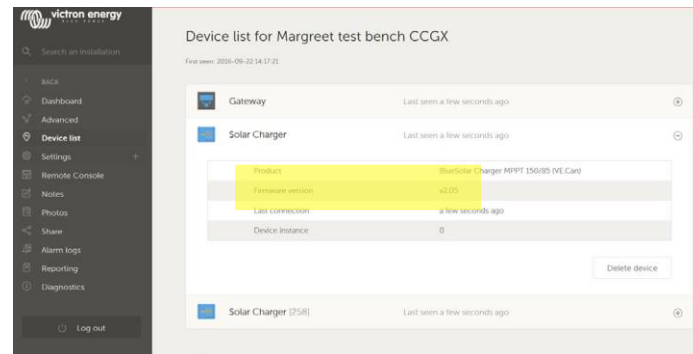 victron energy
BLUE POWER
Search an installation
BACK
Dashboard
Advanced
Device list
Settings +
Remote Console
Notes
Photos
Share
Alarm logs
Reporting
Diagnostics
Log out
Device list for Margreet test bench CCGX
First seen: 2016-09-22 14:17:21
Gateway Last seen a few seconds ago
Solar Charger Last seen a few seconds ago
Product BlueSolar Charger MPPT 150/85 (VE.Can)
Firmware version v2.05
Last connection a few seconds ago
Device instance 0
Delete device
Solar Charger [258] Last seen a few seconds ago